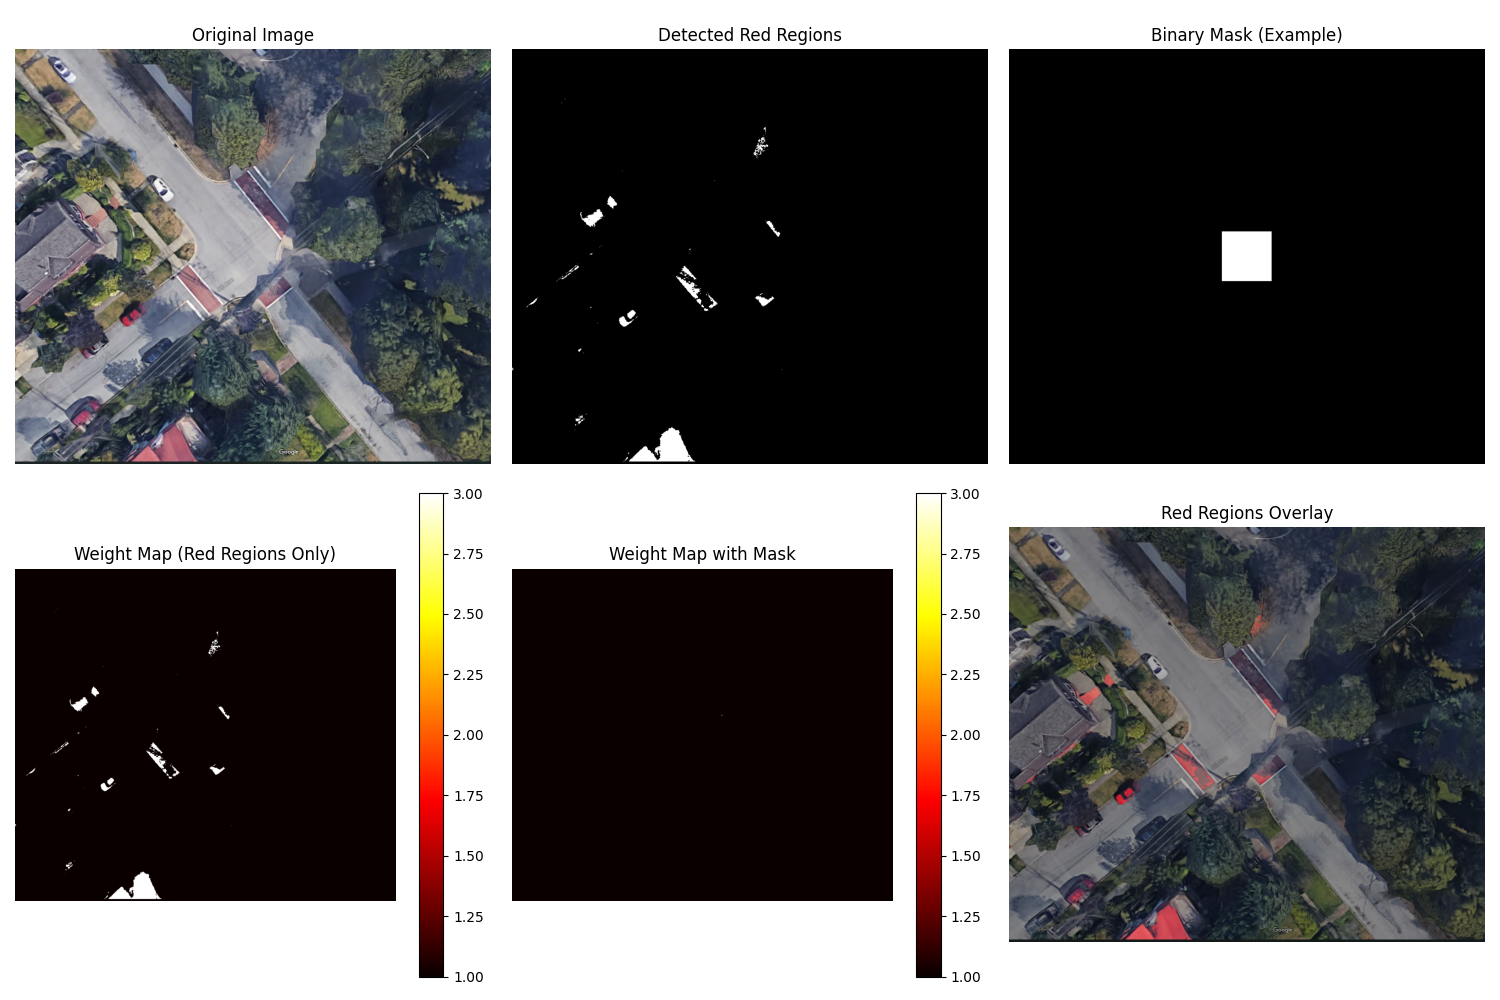 Original Image
Detected Red Regions
Binary Mask (Example)
Google
Weight Map (Red Regions Only)
3.00
2.75
2.50
2.25
2.00
1.75
1.50
1.25
1.00
Weight Map with Mask
3.00
2.75
2.50
2.25
2.00
1.75
1.50
1.25
1.00
Red Regions Overlay
Google